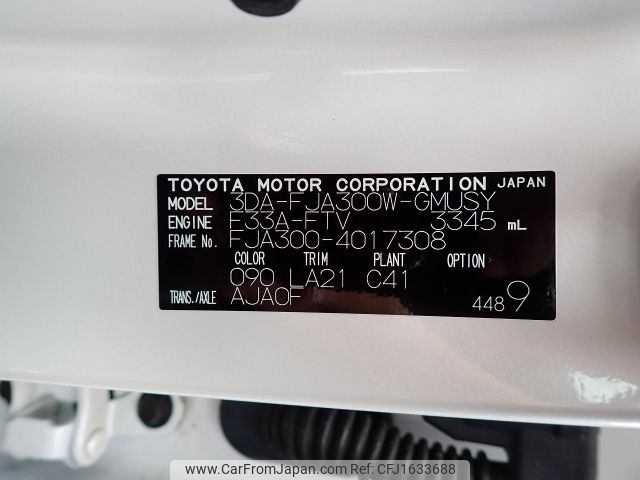 TOYOTA MOTOR CORPORATION JAPAN
MODEL 3DA-FJA300W-GMUSY
ENGINE F33A-FTV 3345 mL
FRAME No. FJA300-4017308
COLOR TRIM PLANT OPTION
090 LA21 C41
TRANS./AXLE AJA0F 4489
www.CarFromJapan.com Ref No. CFJ1633688